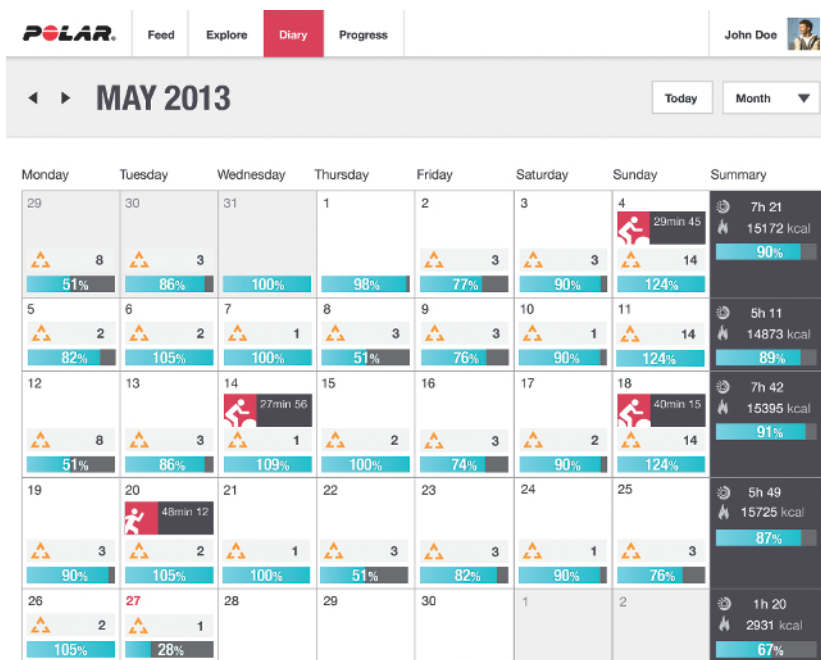 POLAR. Feed Explore Diary Progress John Doe
MAY 2013 Today Month
Monday Tuesday Wednesday Thursday Friday Saturday Sunday Summary
29 30 31 1 2 3 4 7h 21
29min 45 15172 kcal
8 3 3 3 14 90%
51% 86% 100% 98% 77% 90% 124%
5 6 7 8 9 10 11 5h 11
2 2 1 3 3 1 14 14873 kcal
82% 105% 100% 51% 76% 90% 124% 89%
12 13 14 15 16 17 18 7h 42
27min 56 40min 15 15395 kcal
8 3 1 2 3 2 14 91%
51% 86% 109% 100% 74% 90% 124%
19 20 21 22 23 24 25 5h 49
48min 12 15725 kcal
3 2 1 3 3 1 3 87%
90% 105% 100% 51% 82% 90% 76%
26 27 28 29 30 1 2 1h 20
2 1 2931 kcal
105% 28% 67%